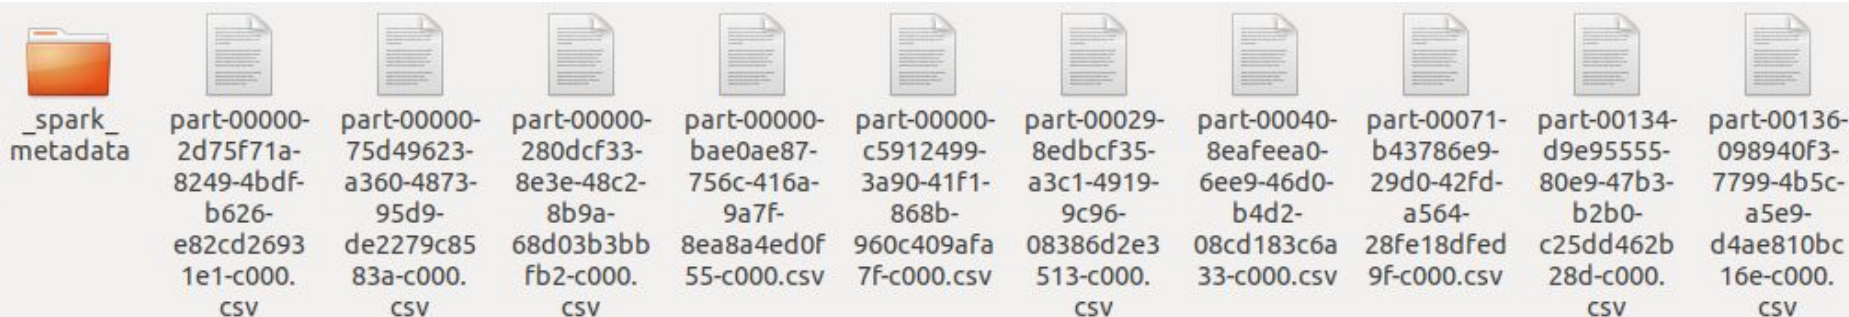 _spark_
metadata
part-00000-
2d75f71a-
8249-4bdf-
b626-
e82cd2693
1e1-c000.
csv
part-00000-
75d49623-
a360-4873-
95d9-
de2279c85
83a-c000.
csv
part-00000-
280dcf33-
8e3e-48c2-
8b9a-
68d03b3bb
fb2-c000.
csv
part-00000-
bae0ae87-
756c-416a-
9a7f-
8ea8a4ed0f
55-c000.csv
part-00000-
c5912499-
3a90-41f1-
868b-
960c409afa
7f-c000.csv
part-00029-
8edbcf35-
a3c1-4919-
9c96-
08386d2e3
513-c000.
csv
part-00040-
8eafeea0-
6ee9-46d0-
b4d2-
08cd183c6a
33-c000.csv
part-00071-
b43786e9-
29d0-42fd-
a564-
28fe18dfed
9f-c000.csv
part-00134-
d9e95555-
80e9-47b3-
b2b0-
c25dd462b
28d-c000.
csv
part-00136-
098940f3-
7799-4b5c-
a5e9-
d4ae810bc
16e-c000.
csv